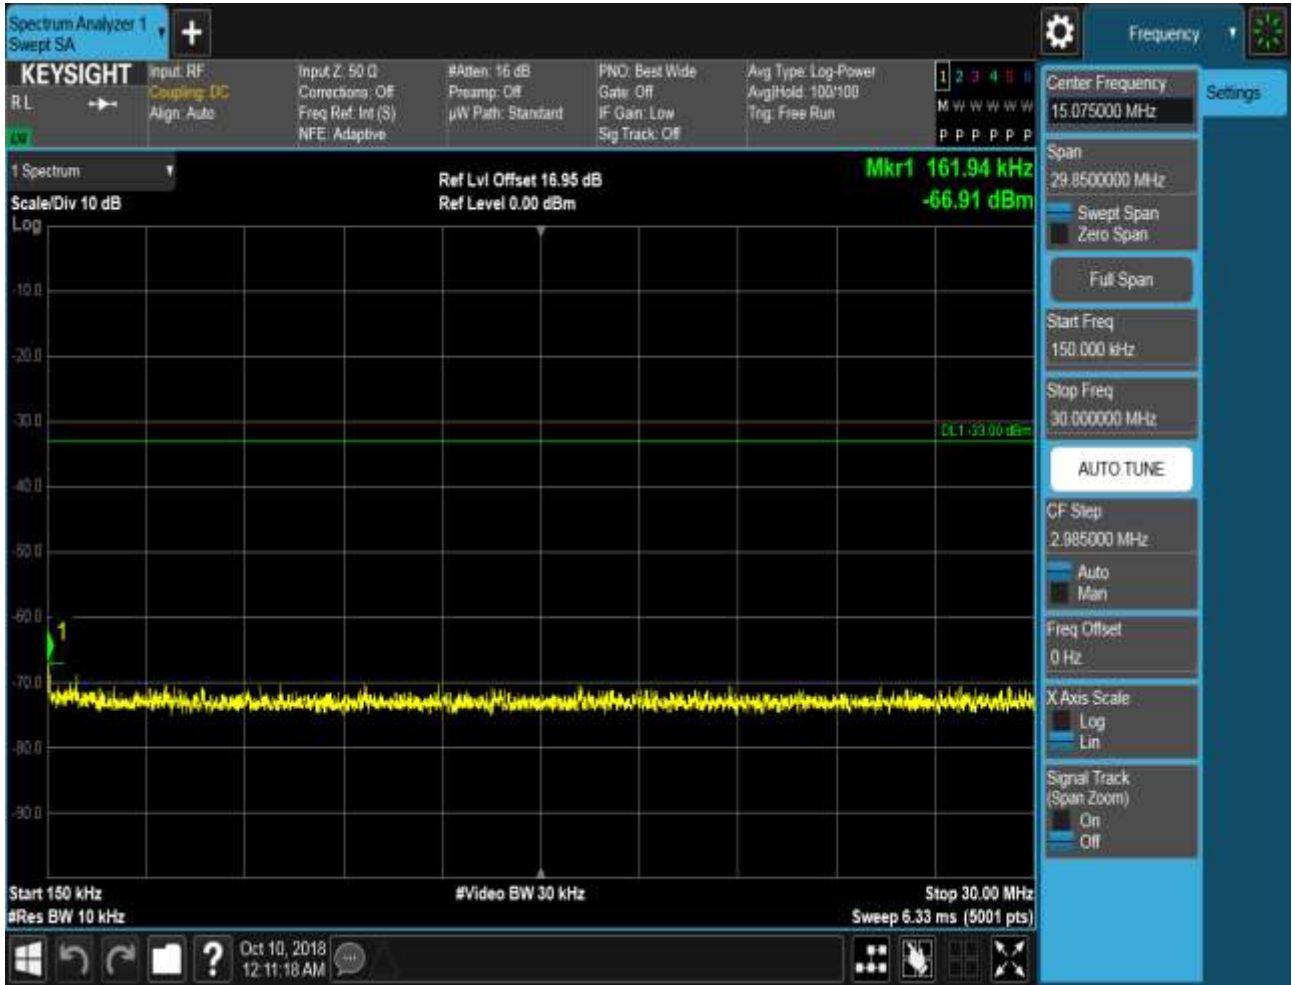 Spectrum Analyzer 1
Swept SA
+
Frequency
KEYSIGHT
RL
LXI
Input: RF
Coupling: DC
Align: Auto
Input Z: 50 Ω
Corrections: Off
Freq Ref: Int (S)
NFE: Adaptive
#Atten: 16 dB
Preamp: Off
µW Path: Standard
PNO: Best Wide
Gate: Off
IF Gain: Low
Sig Track: Off
Avg Type: Log-Power
Avg|Hold: 100/100
Trig: Free Run
1 2 3 4 5 6
M W W W W W
P P P P P P
1 Spectrum
Scale/Div 10 dB
Log
Ref Lvl Offset 16.95 dB
Ref Level 0.00 dBm
Mkr1 161.94 kHz
-66.91 dBm
-10.0
-20.0
-30.0
DL1 -33.00 dBm
-40.0
-50.0
-60.0
1
-70.0
-80.0
-90.0
Start 150 kHz
#Res BW 10 kHz
#Video BW 30 kHz
Stop 30.00 MHz
Sweep 6.33 ms (5001 pts)
Center Frequency
15.075000 MHz
Settings
Span
29.8500000 MHz
Swept Span
Zero Span
Full Span
Start Freq
150.000 kHz
Stop Freq
30.000000 MHz
AUTO TUNE
CF Step
2.985000 MHz
Auto
Man
Freq Offset
0 Hz
X Axis Scale
Log
Lin
Signal Track
(Span Zoom)
On
Off
?
Oct 10, 2018
12:11:18 AM